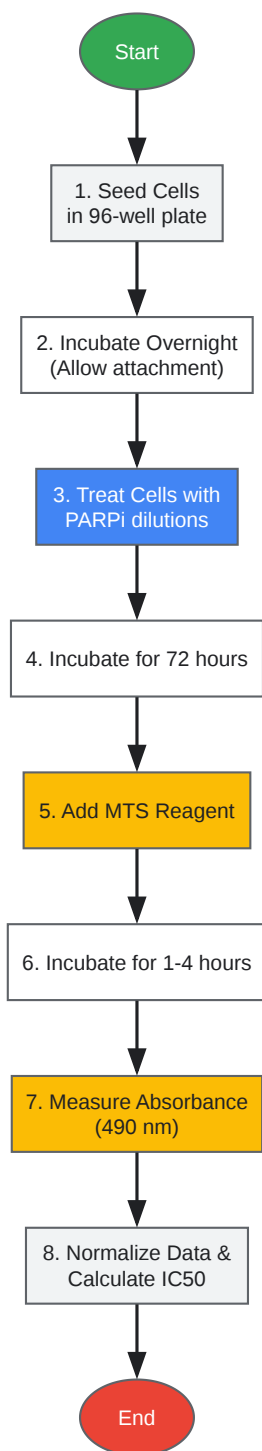 Start
1. Seed Cells
in 96-well plate
2. Incubate Overnight
(Allow attachment)
3. Treat Cells with
PARPi dilutions
4. Incubate for 72 hours
5. Add MTS Reagent
6. Incubate for 1-4 hours
7. Measure Absorbance
(490 nm)
8. Normalize Data &
Calculate IC50
End